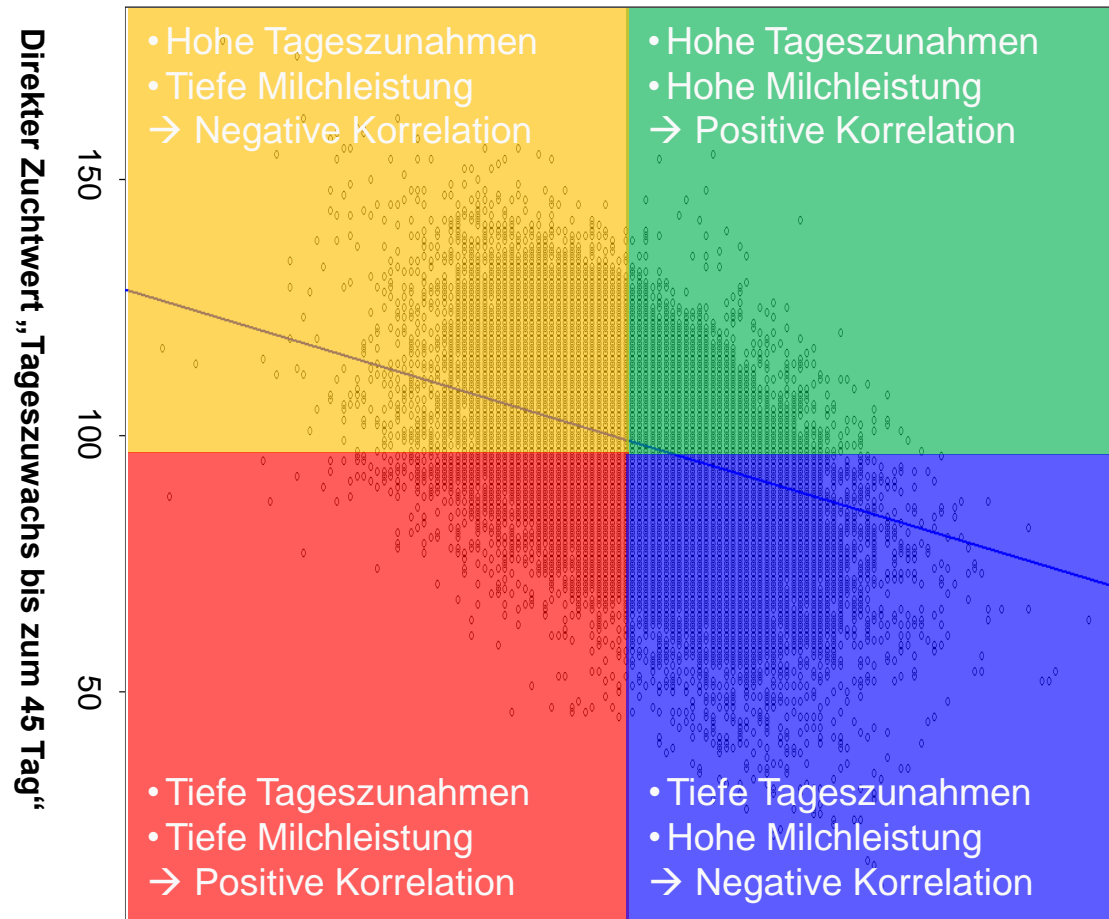 Direkter Zuchtwert „Tageszuwachs bis zum 45 Tag“
150
100
50
• Hohe Tageszunahmen
• Tiefe Milchleistung
→ Negative Korrelation
• Hohe Tageszunahmen
• Hohe Milchleistung
→ Positive Korrelation
• Tiefe Tageszunahmen
• Tiefe Milchleistung
→ Positive Korrelation
• Tiefe Tageszunahmen
• Hohe Milchleistung
→ Negative Korrelation